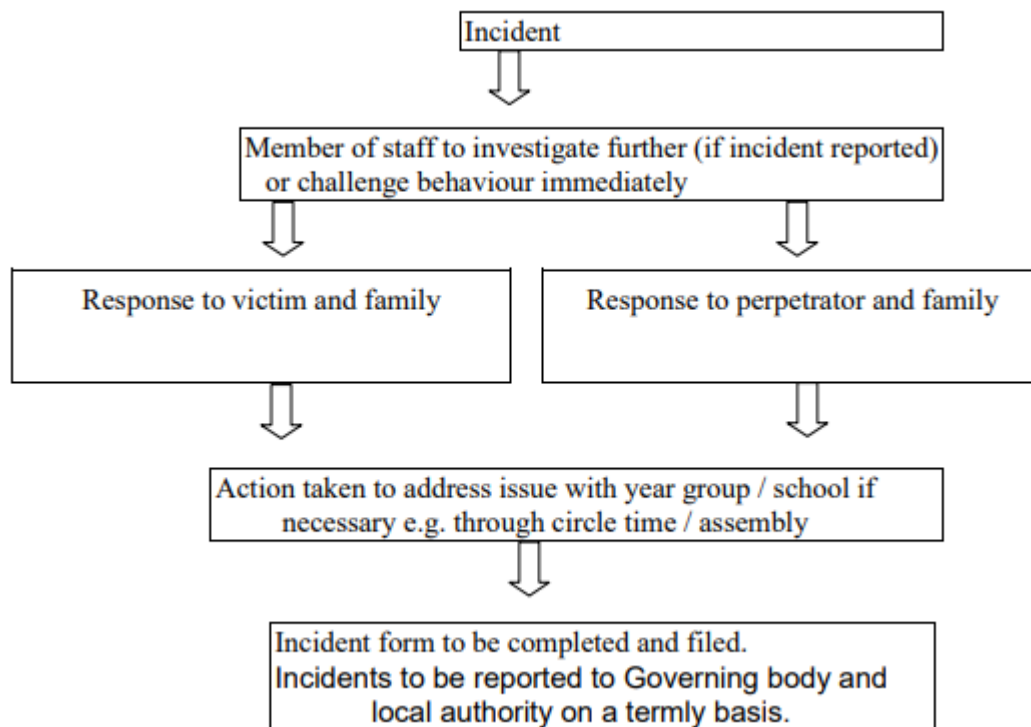 Incident
Member of staff to investigate further (if incident reported)
or challenge behaviour immediately
Response to victim and family
Response to perpetrator and family
Action taken to address issue with year group / school if
necessary e.g. through circle time / assembly
Incident form to be completed and filed.
Incidents to be reported to Governing body and
local authority on a termly basis.